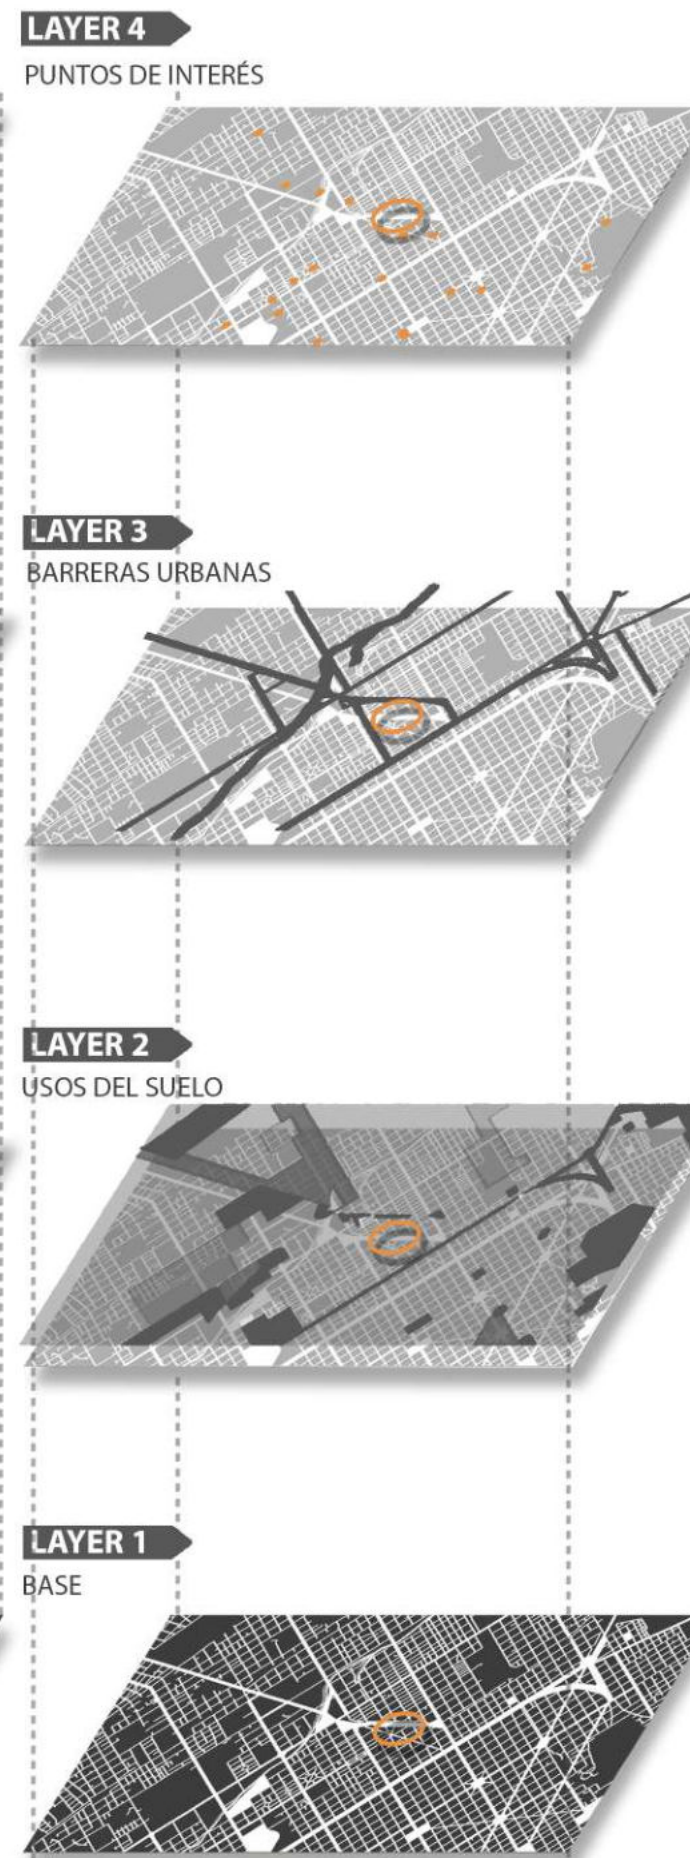 LAYER 4
PUNTOS DE INTERÉS
LAYER 3
BARRERAS URBANAS
LAYER 2
USOS DEL SUELO
LAYER 1
BASE